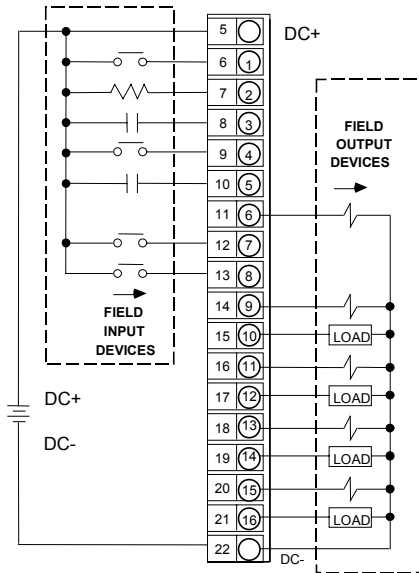 5 DC+
6 1
7 2
8 3
9 4
10 5
11 6
12 7
13 8
14 9
15 10 LOAD
16 11
17 12 LOAD
18 13
19 14 LOAD
20 15
21 16 LOAD
22 DC-
FIELD
OUTPUT
DEVICES
FIELD
INPUT
DEVICES
DC+
DC-